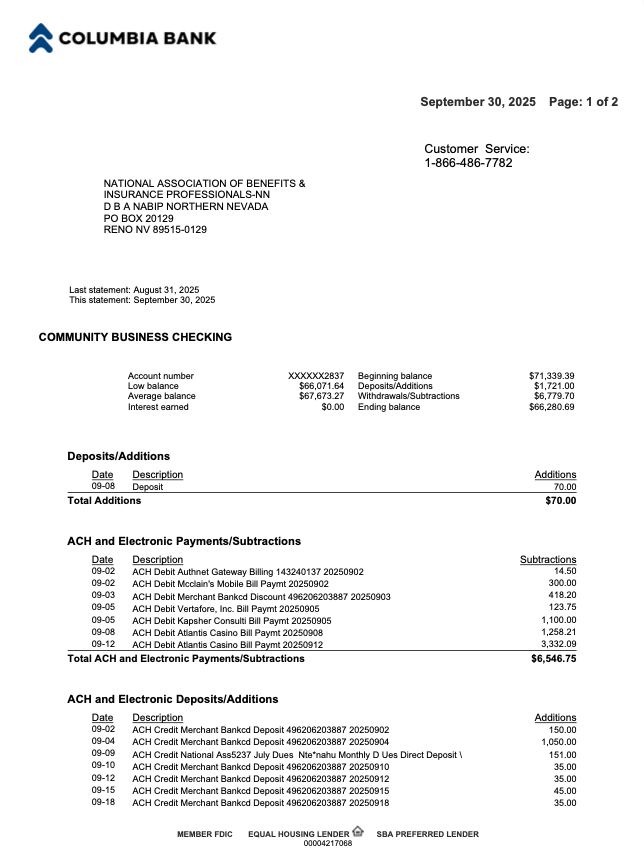 COLUMBIA BANK
September 30, 2025 Page: 1 of 2
Customer Service:
1-866-486-7782
NATIONAL ASSOCIATION OF BENEFITS &
INSURANCE PROFESSIONALS-NN
D B A NABIP NORTHERN NEVADA
PO BOX 20129
RENO NV 89515-0129
Last statement: August 31, 2025
This statement: September 30, 2025
COMMUNITY BUSINESS CHECKING
Account number XXXXXX2837 Beginning balance $71,339.39
Low balance $66,071.64 Deposits/Additions $1,721.00
Average balance $67,673.27 Withdrawals/Subtractions $6,779.70
Interest earned $0.00 Ending balance $66,280.69
Deposits/Additions
Date Description Additions
09-08 Deposit 70.00
Total Additions $70.00
ACH and Electronic Payments/Subtractions
Date Description Subtractions
09-02 ACH Debit Authnet Gateway Billing 143240137 20250902 14.50
09-02 ACH Debit Mcclain's Mobile Bill Paymt 20250902 300.00
09-03 ACH Debit Merchant Bankcd Discount 496206203887 20250903 418.20
09-05 ACH Debit Vertafore, Inc. Bill Paymt 20250905 123.75
09-05 ACH Debit Kapsher Consulti Bill Paymt 20250905 1,100.00
09-08 ACH Debit Atlantis Casino Bill Paymt 20250908 1,258.21
09-12 ACH Debit Atlantis Casino Bill Paymt 20250912 3,332.09
Total ACH and Electronic Payments/Subtractions $6,546.75
ACH and Electronic Deposits/Additions
Date Description Additions
09-02 ACH Credit Merchant Bankcd Deposit 496206203887 20250902 150.00
09-04 ACH Credit Merchant Bankcd Deposit 496206203887 20250904 1,050.00
09-09 ACH Credit National Ass5237 July Dues Nte*nahu Monthly D Ues Direct Deposit \ 151.00
09-10 ACH Credit Merchant Bankcd Deposit 496206203887 20250910 35.00
09-12 ACH Credit Merchant Bankcd Deposit 496206203887 20250912 35.00
09-15 ACH Credit Merchant Bankcd Deposit 496206203887 20250915 45.00
09-18 ACH Credit Merchant Bankcd Deposit 496206203887 20250918 35.00
MEMBER FDIC EQUAL HOUSING LENDER SBA PREFERRED LENDER
00004217068